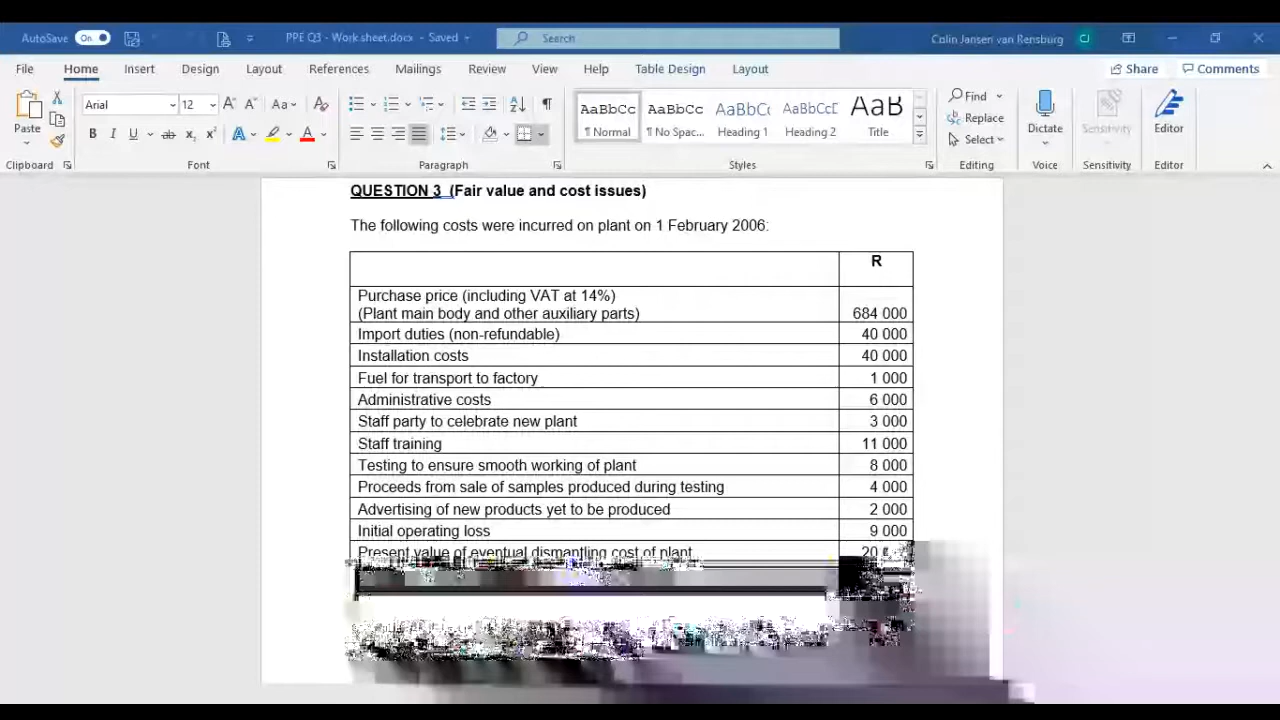 AutoSave On PPE Q3 - Work sheet.docx - Saved Search Colin Jansen van Rensburg CJ
File Home Insert Design Layout References Mailings Review View Help Table Design Layout Share Comments
Paste Arial 12 Aa AaBbCc AaBbCc AaBbCc AaBbCcD AaB Find Replace Select Dictate Sensitivity Editor
¶ Normal ¶ No Spac... Heading 1 Heading 2 Title
Clipboard Font Paragraph Styles Editing Voice Sensitivity Editor
QUESTION 3 (Fair value and cost issues)
The following costs were incurred on plant on 1 February 2006:
R
Purchase price (including VAT at 14%)
(Plant main body and other auxiliary parts) 684 000
Import duties (non-refundable) 40 000
Installation costs 40 000
Fuel for transport to factory 1 000
Administrative costs 6 000
Staff party to celebrate new plant 3 000
Staff training 11 000
Testing to ensure smooth working of plant 8 000
Proceeds from sale of samples produced during testing 4 000
Advertising of new products yet to be produced 2 000
Initial operating loss 9 000
Present value of eventual dismantling cost of plant 20